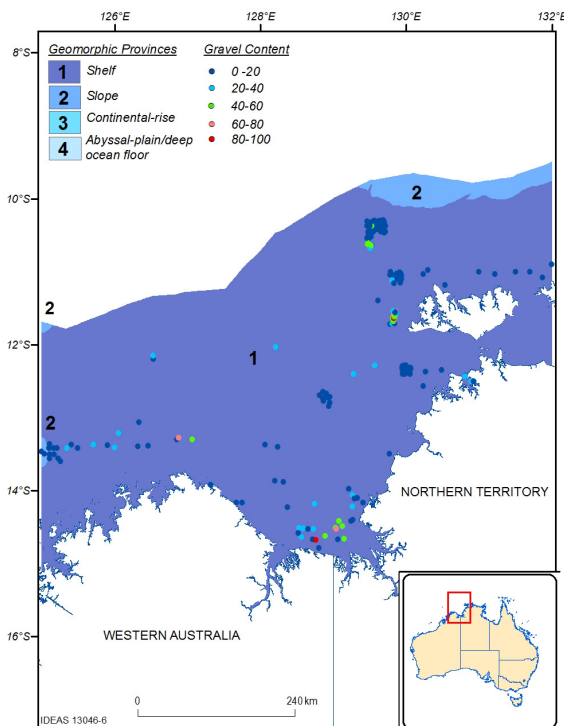 126°E
128°E
130°E
132°E
8°S
10°S
12°S
14°S
16°S
Geomorphic Provinces
1 Shelf
2 Slope
3 Continental-rise
4 Abyssal-plain/deep
ocean floor
Gravel Content
0 -20
20-40
40-60
60-80
80-100
2
2
1
2
NORTHERN TERRITORY
WESTERN AUSTRALIA
0 240 km
IDEAS 13046-6